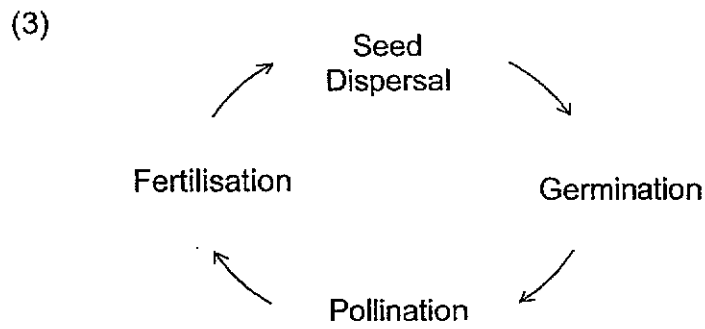 (3)
Seed
Dispersal
Fertilisation
Germination
Pollination